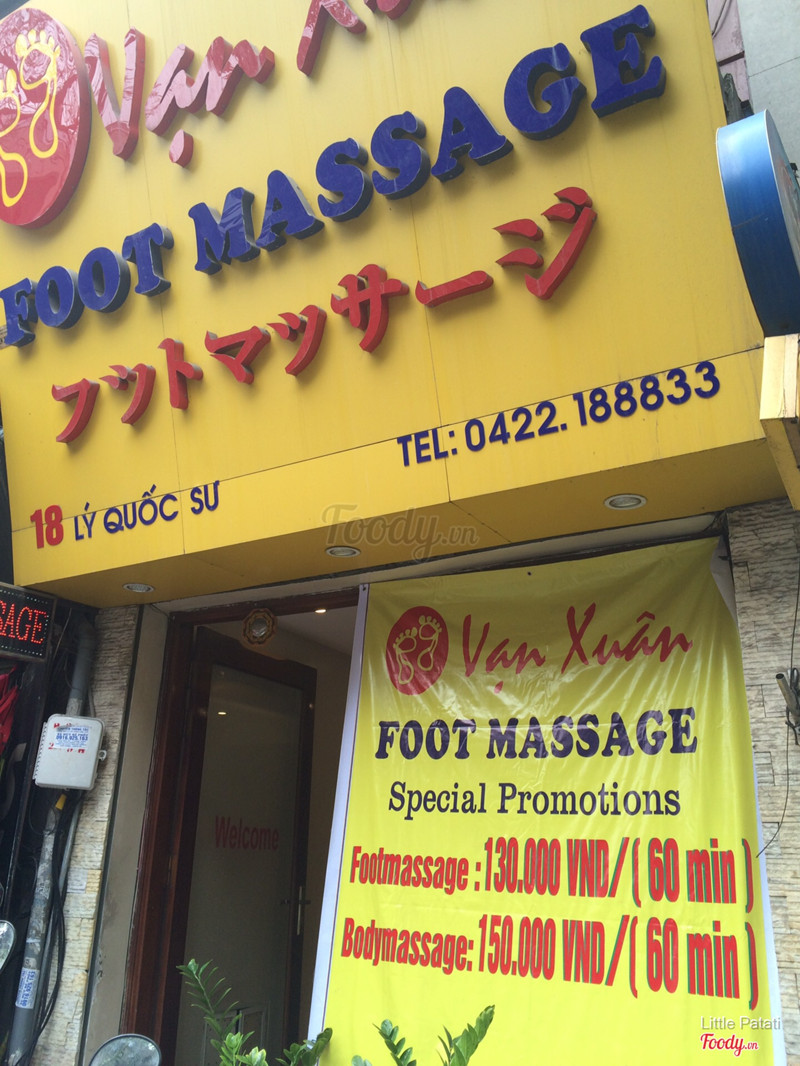 Vạn
FOOT MASSAGE
フットマッサージ
TEL: 0422.188833
18 LÝ QUỐC SƯ
Foody.vn
SAGE
Vạn Xuân
FOOT MASSAGE
Special Promotions
Welcome
Footmassage :130.000 VND/( 60 min )
Bodymassage: 150.000 VND/( 60 min )
Little Patati
Foody.vn